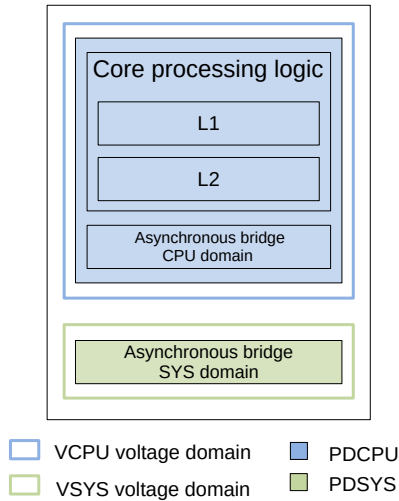 Core processing logic
L1
L2
Asynchronous bridge
CPU domain
Asynchronous bridge
SYS domain
VCPU voltage domain
PDCPU
VSYS voltage domain
PDSYS